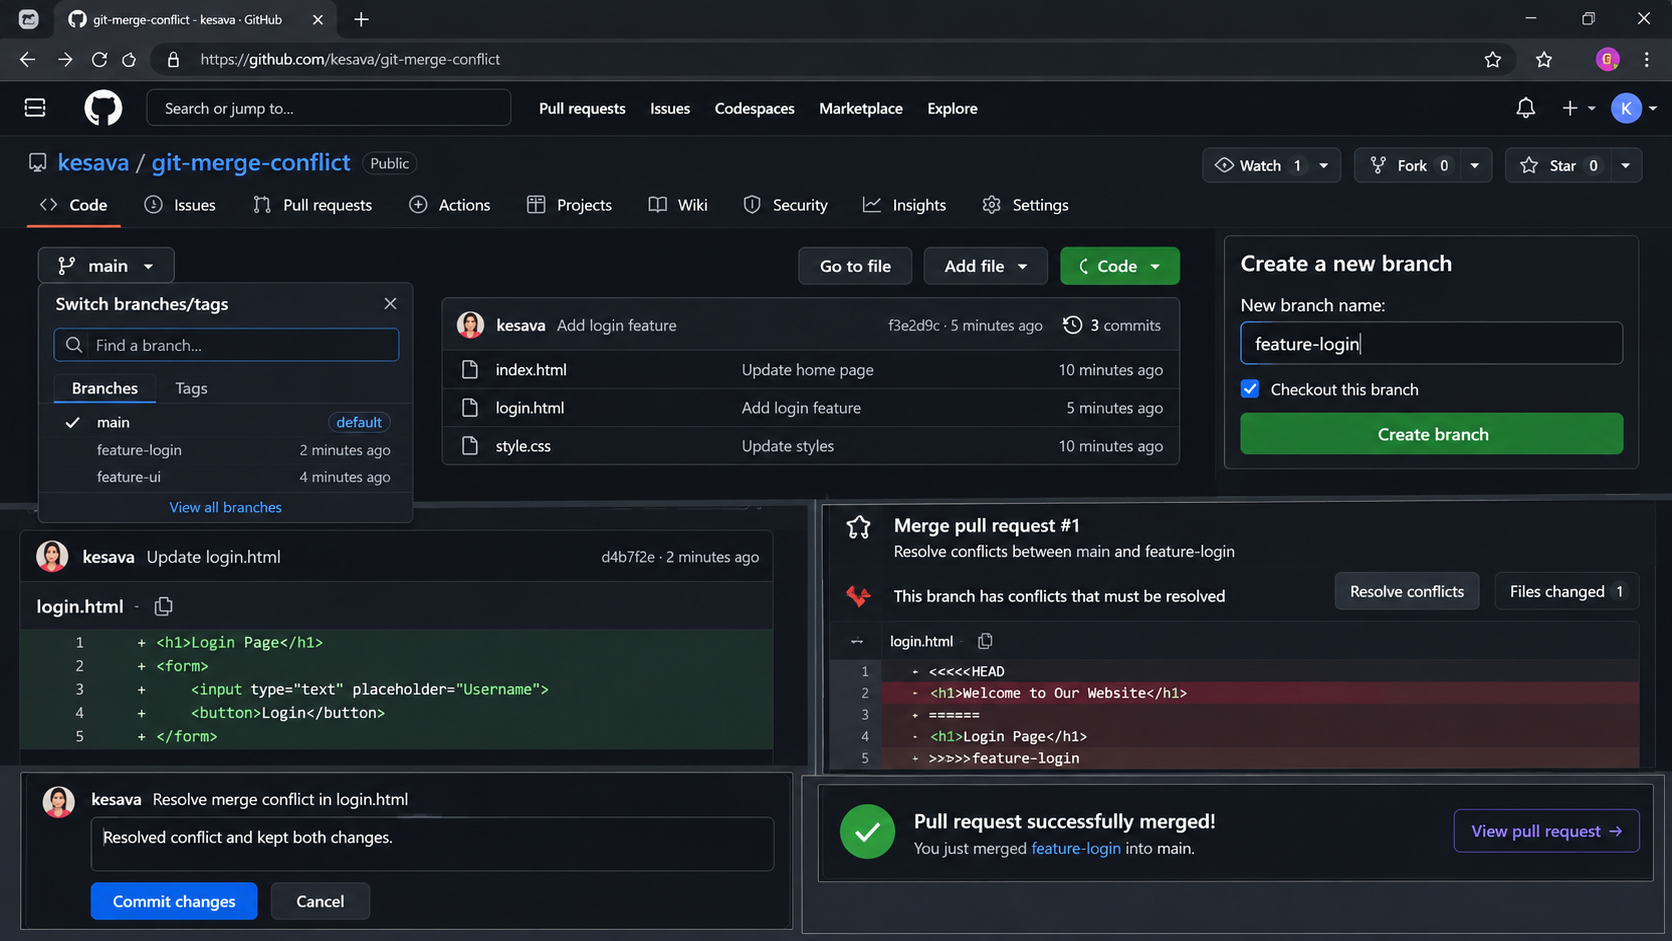 git-merge-conflict - kesava · GitHub
https://github.com/kesava/git-merge-conflict
G
Search or jump to...
Pull requests Issues Codespaces Marketplace Explore
K
kesava / git-merge-conflict Public
Watch 1 Fork 0 Star 0
Code Issues Pull requests Actions Projects Wiki Security Insights Settings
main
Go to file Add file Code
Switch branches/tags
Find a branch...
Branches Tags
main default
feature-login 2 minutes ago
feature-ui 4 minutes ago
View all branches
kesava Add login feature f3e2d9c · 5 minutes ago 3 commits
index.html Update home page 10 minutes ago
login.html Add login feature 5 minutes ago
style.css Update styles 10 minutes ago
Create a new branch
New branch name:
feature-login
Checkout this branch
Create branch
kesava Update login.html d4b7f2e · 2 minutes ago
login.html -
1 + <h1>Login Page</h1>
2 + <form>
3 + <input type="text" placeholder="Username">
4 + <button>Login</button>
5 + </form>
Merge pull request #1
Resolve conflicts between main and feature-login
This branch has conflicts that must be resolved
Resolve conflicts Files changed 1
login.html -
1 + <<<<<HEAD
2 - <h1>Welcome to Our Website</h1>
3 + ======
4 - <h1>Login Page</h1>
5 + >>>>>feature-login
kesava Resolve merge conflict in login.html
Resolved conflict and kept both changes.
Commit changes Cancel
Pull request successfully merged!
You just merged feature-login into main.
View pull request →